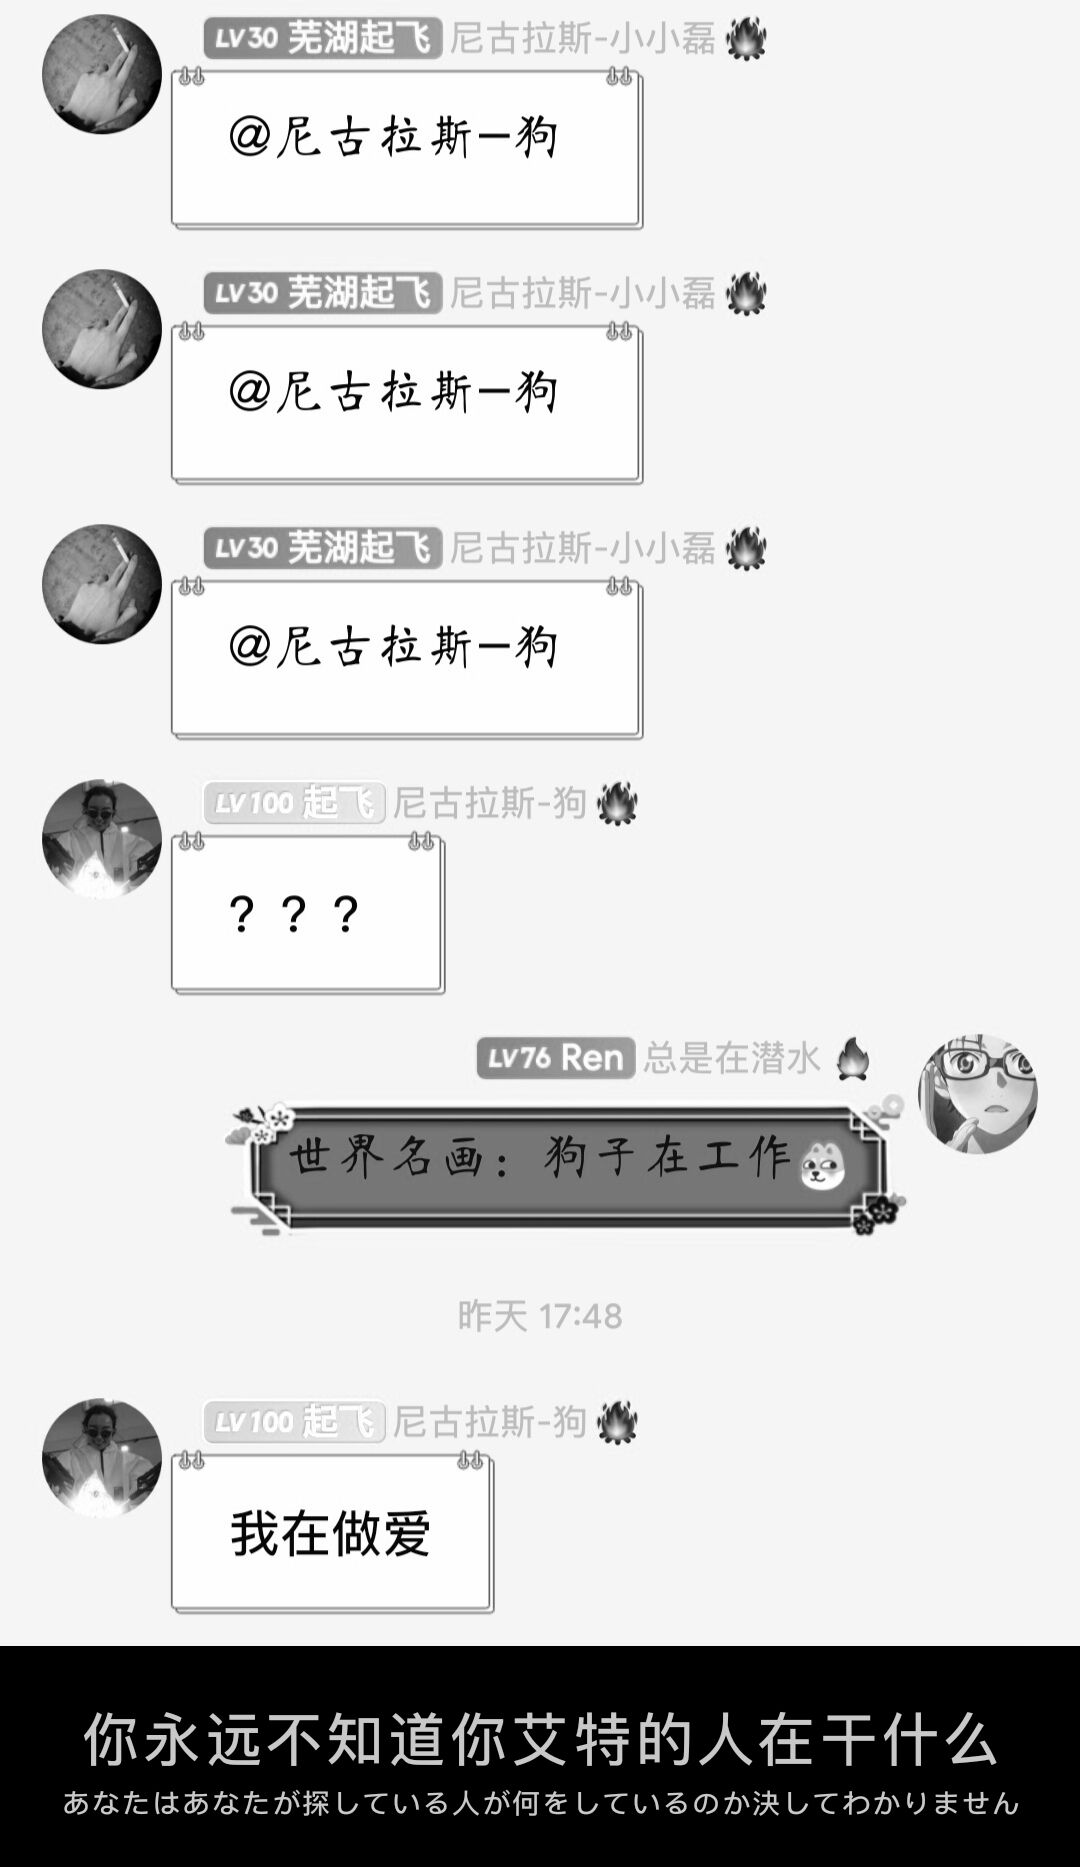 LV30 芜湖起飞 尼古拉斯-小小磊
@尼古拉斯-狗
LV30 芜湖起飞 尼古拉斯-小小磊
@尼古拉斯-狗
LV30 芜湖起飞 尼古拉斯-小小磊
@尼古拉斯-狗
LV100 起飞 尼古拉斯-狗
？？？
LV76 Ren 总是在潜水
世界名画：狗子在工作
昨天 17:48
LV100 起飞 尼古拉斯-狗
我在做爱
你永远不知道你艾特的人在干什么
あなたはあなたが探している人が何をしているのか決してわかりません